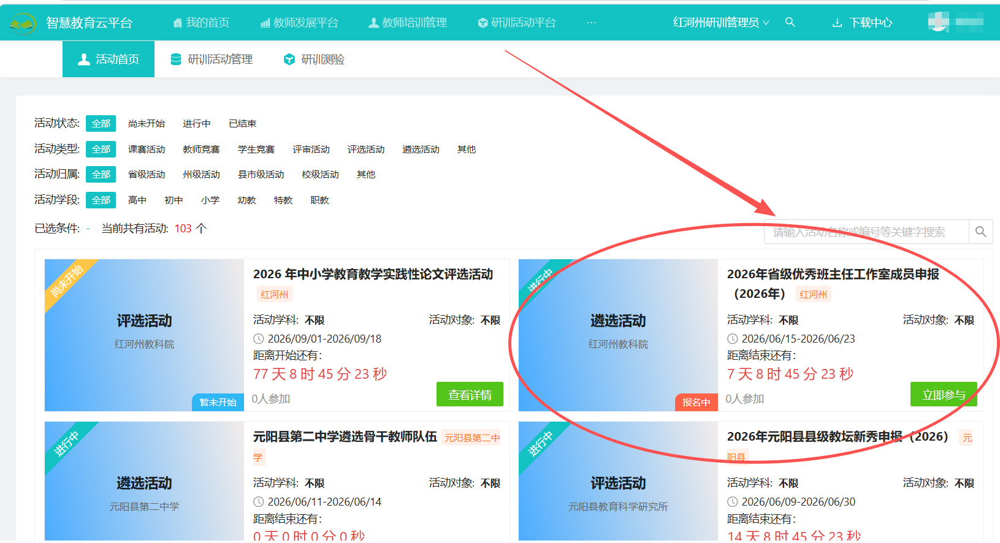 智慧教育云平台 我的首页 教师发展平台 教师培训管理 研训活动平台 ... 红河州研训管理员 下载中心
活动首页 研训活动管理 研训测验
活动状态: 全部 尚未开始 进行中 已结束
活动类型: 全部 课赛活动 教师竞赛 学生竞赛 评审活动 评选活动 遴选活动 其他
活动归属: 全部 省级活动 州级活动 县市级活动 校级活动 其他
活动学段: 全部 高中 初中 小学 幼教 特教 职教
已选条件: - 当前共有活动: 103 个
请输入活动名称或编号等关键字搜索
尚未开始
评选活动
红河州教科院
暂未开始
2026 年中小学教育教学实践性论文评选活动
红河州
活动学科: 不限 活动对象: 不限
2026/09/01-2026/09/18
距离开始还有:
77 天 8 时 45 分 23 秒
0人参加 查看详情
进行中
遴选活动
红河州教科院
报名中
2026年省级优秀班主任工作室成员申报
（2026年） 红河州
活动学科: 不限 活动对象: 不限
2026/06/15-2026/06/23
距离结束还有:
7 天 8 时 45 分 23 秒
0人参加 立即参与
进行中
遴选活动
元阳县第二中学
元阳县第二中学遴选骨干教师队伍 元阳县第二中
学
活动学科: 不限 活动对象: 不限
2026/06/11-2026/06/14
距离结束还有:
0 天 0 时 0 分 0 秒
进行中
评选活动
元阳县教育科学研究所
2026年元阳县县级教坛新秀申报（2026） 元
阳县
活动学科: 不限 活动对象: 不限
2026/06/09-2026/06/30
距离结束还有:
14 天 8 时 45 分 23 秒